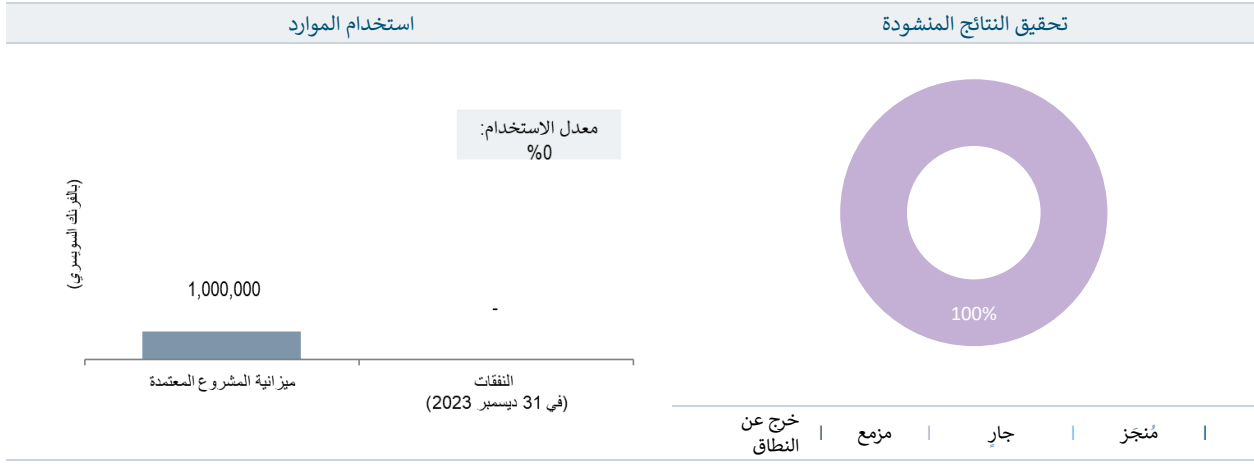 تحقيق النتائج المنشودة
استخدام الموارد
100%
مُنجَز
جارٍ
مزمع
خرج عن
النطاق
معدل الاستخدام:
%0
(بالفرنك السويسري)
1,000,000
-
ميزانية المشروع المعتمدة
النفقات
(في 31 ديسمبر 2023)